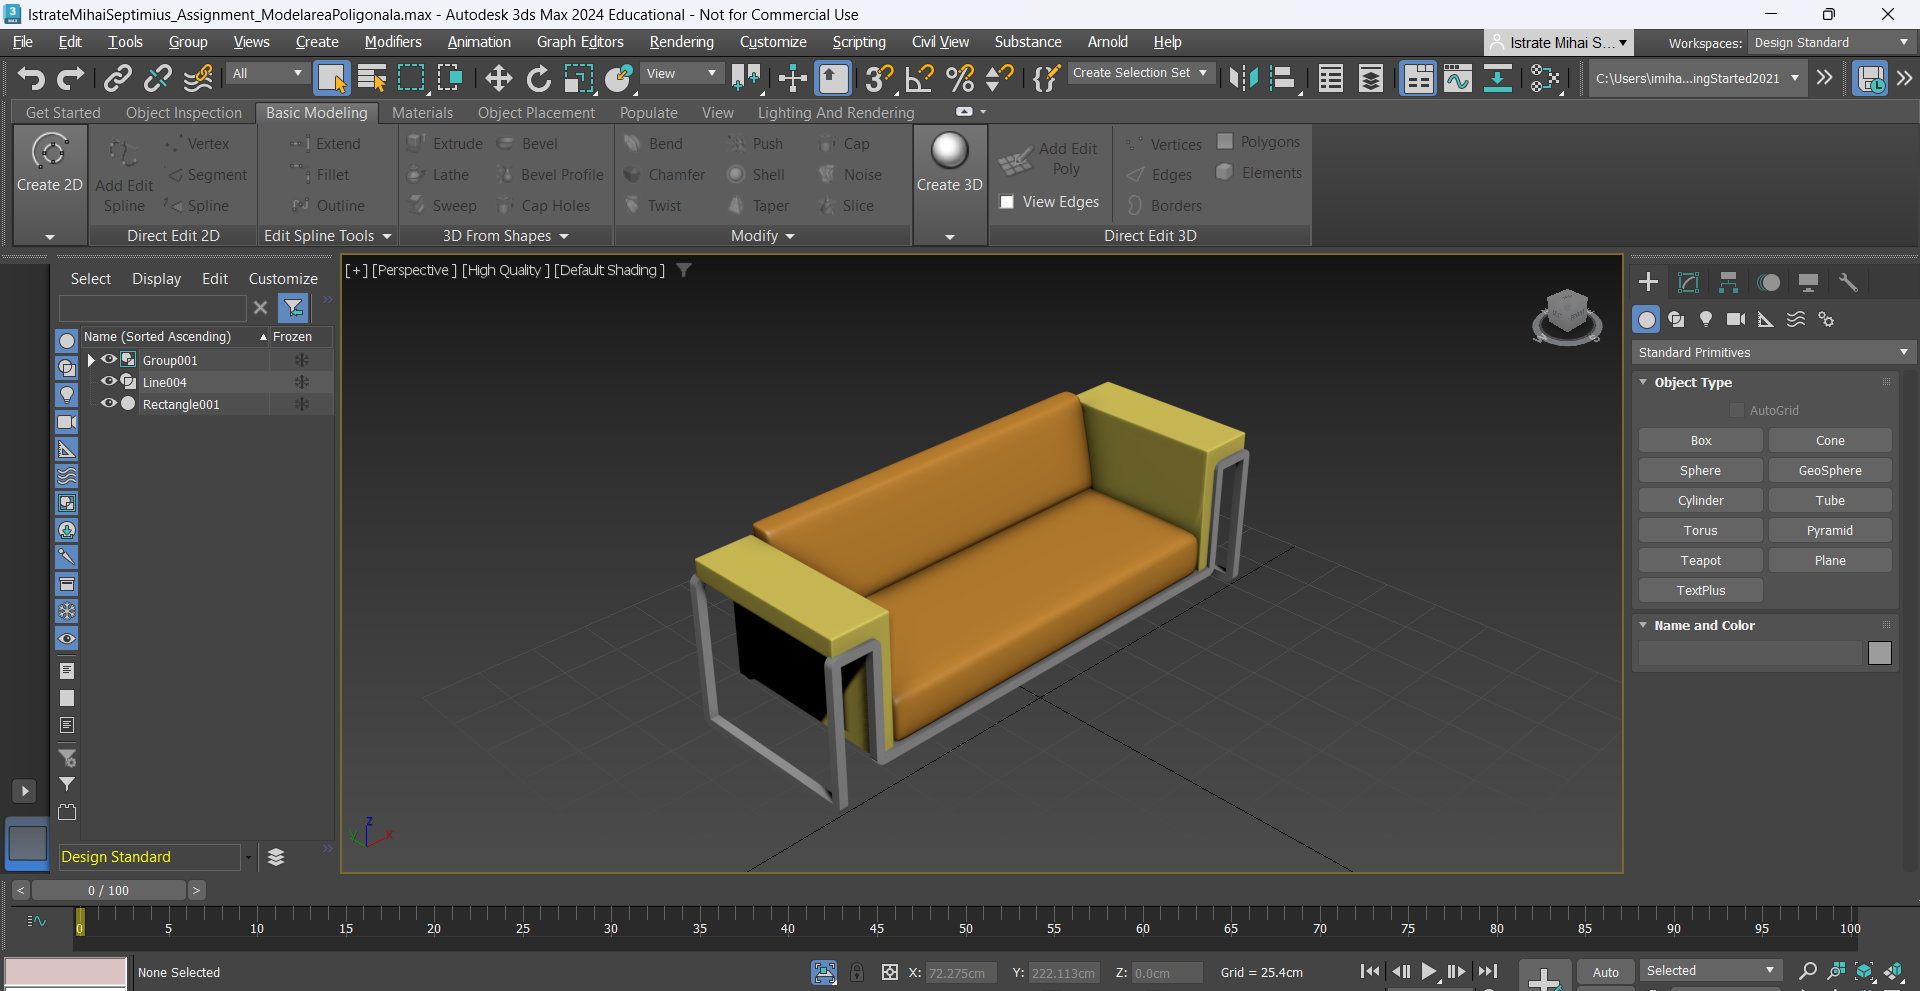 IstrateMihaiSeptimius_Assignment_ModelareaPoligonala.max - Autodesk 3ds Max 2024 Educational - Not for Commercial Use
File Edit Tools Group Views Create Modifiers Animation Graph Editors Rendering Customize Scripting Civil View Substance Arnold Help
Istrate Mihai S... Workspaces: Design Standard
All View Create Selection Set C:\Users\imiha...ingStarted2021
Get Started Object Inspection Basic Modeling Materials Object Placement Populate View Lighting And Rendering
Create 2D
Add Edit Spline
Vertex
Segment
Spline
Direct Edit 2D
Extend
Fillet
Outline
Edit Spline Tools
Extrude Bevel
Lathe Bevel Profile
Sweep Cap Holes
3D From Shapes
Bend Push Cap
Chamfer Shell Noise
Twist Taper Slice
Modify
Create 3D
Add Edit Poly
View Edges
Vertices Polygons
Edges Elements
Borders
Direct Edit 3D
Select Display Edit Customize
Name (Sorted Ascending) Frozen
Group001
Line004
Rectangle001
Design Standard
[+] [Perspective] [High Quality] [Default Shading]
z
x
y
Standard Primitives
Object Type
AutoGrid
Box Cone
Sphere GeoSphere
Cylinder Tube
Torus Pyramid
Teapot Plane
TextPlus
Name and Color
< 0 / 100 >
0 5 10 15 20 25 30 35 40 45 50 55 60 65 70 75 80 85 90 95 100
None Selected X: 72.275cm Y: 222.113cm Z: 0.0cm Grid = 25.4cm Auto Selected